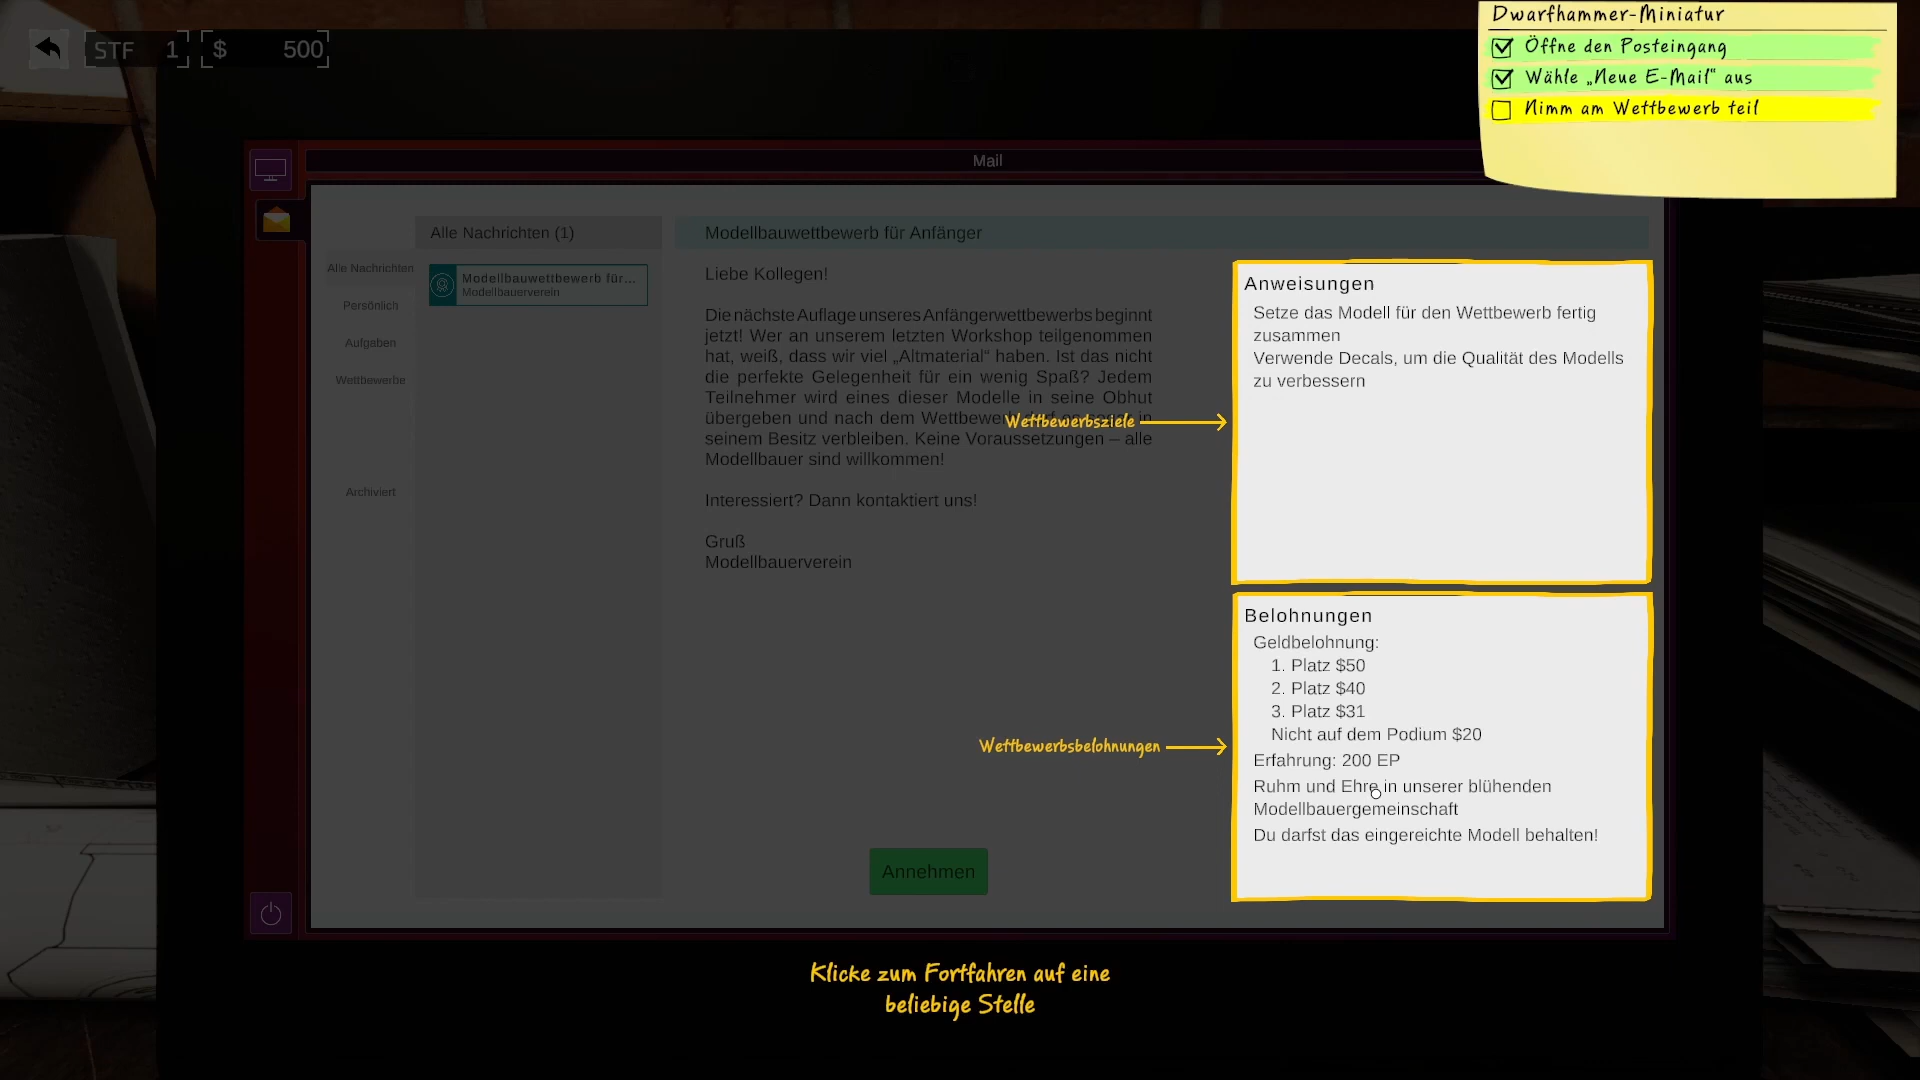 STF 1 $ 500
Dwarfhammer-Miniatur
Öffne den Posteingang
Wähle „Neue E-Mail“ aus
Nimm am Wettbewerb teil
Mail
Alle Nachrichten
Persönlich
Aufgaben
Wettbewerbe
Archiviert
Alle Nachrichten (1)
Modellbauwettbewerb für...
Modellbauerverein
Modellbauwettbewerb für Anfänger
Liebe Kollegen!
Die nächste Auflage unseres Anfängerwettbewerbs beginnt
jetzt! Wer an unserem letzten Workshop teilgenommen
hat, weiß, dass wir viel „Altmaterial“ haben. Ist das nicht
die perfekte Gelegenheit für ein wenig Spaß? Jedem
Teilnehmer wird eines dieser Modelle in seine Obhut
übergeben und nach dem Wettbewerb in
seinem Besitz verbleiben. Keine Voraussetzungen – alle
Modellbauer sind willkommen!
Interessiert? Dann kontaktiert uns!
Gruß
Modellbauerverein
Annehmen
Wettbewerbsziele
Anweisungen
Setze das Modell für den Wettbewerb fertig
zusammen
Verwende Decals, um die Qualität des Modells
zu verbessern
Wettbewerbsbelohnungen
Belohnungen
Geldbelohnung:
1. Platz $50
2. Platz $40
3. Platz $31
Nicht auf dem Podium $20
Erfahrung: 200 EP
Ruhm und Ehre in unserer blühenden
Modellbauergemeinschaft
Du darfst das eingereichte Modell behalten!
Klicke zum Fortfahren auf eine
beliebige Stelle